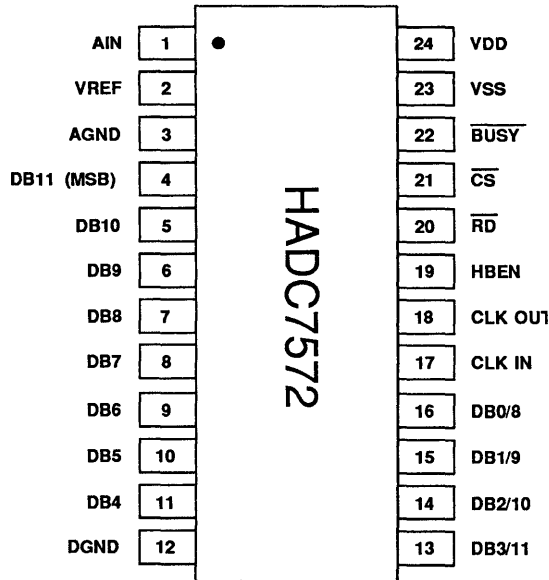 AIN 1 24 VDD
VREF 2 23 VSS
AGND 3 22 BUSY
DB11 (MSB) 4 21 CS
DB10 5 20 RD
DB9 6 19 HBEN
DB8 7 18 CLK OUT
DB7 8 17 CLK IN
DB6 9 16 DB0/8
DB5 10 15 DB1/9
DB4 11 14 DB2/10
DGND 12 13 DB3/11
HADC7572